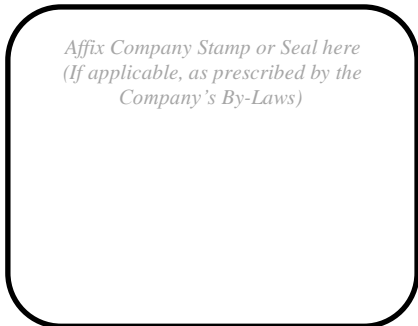 Affix Company Stamp or Seal here
(If applicable, as prescribed by the
Company’s By-Laws)